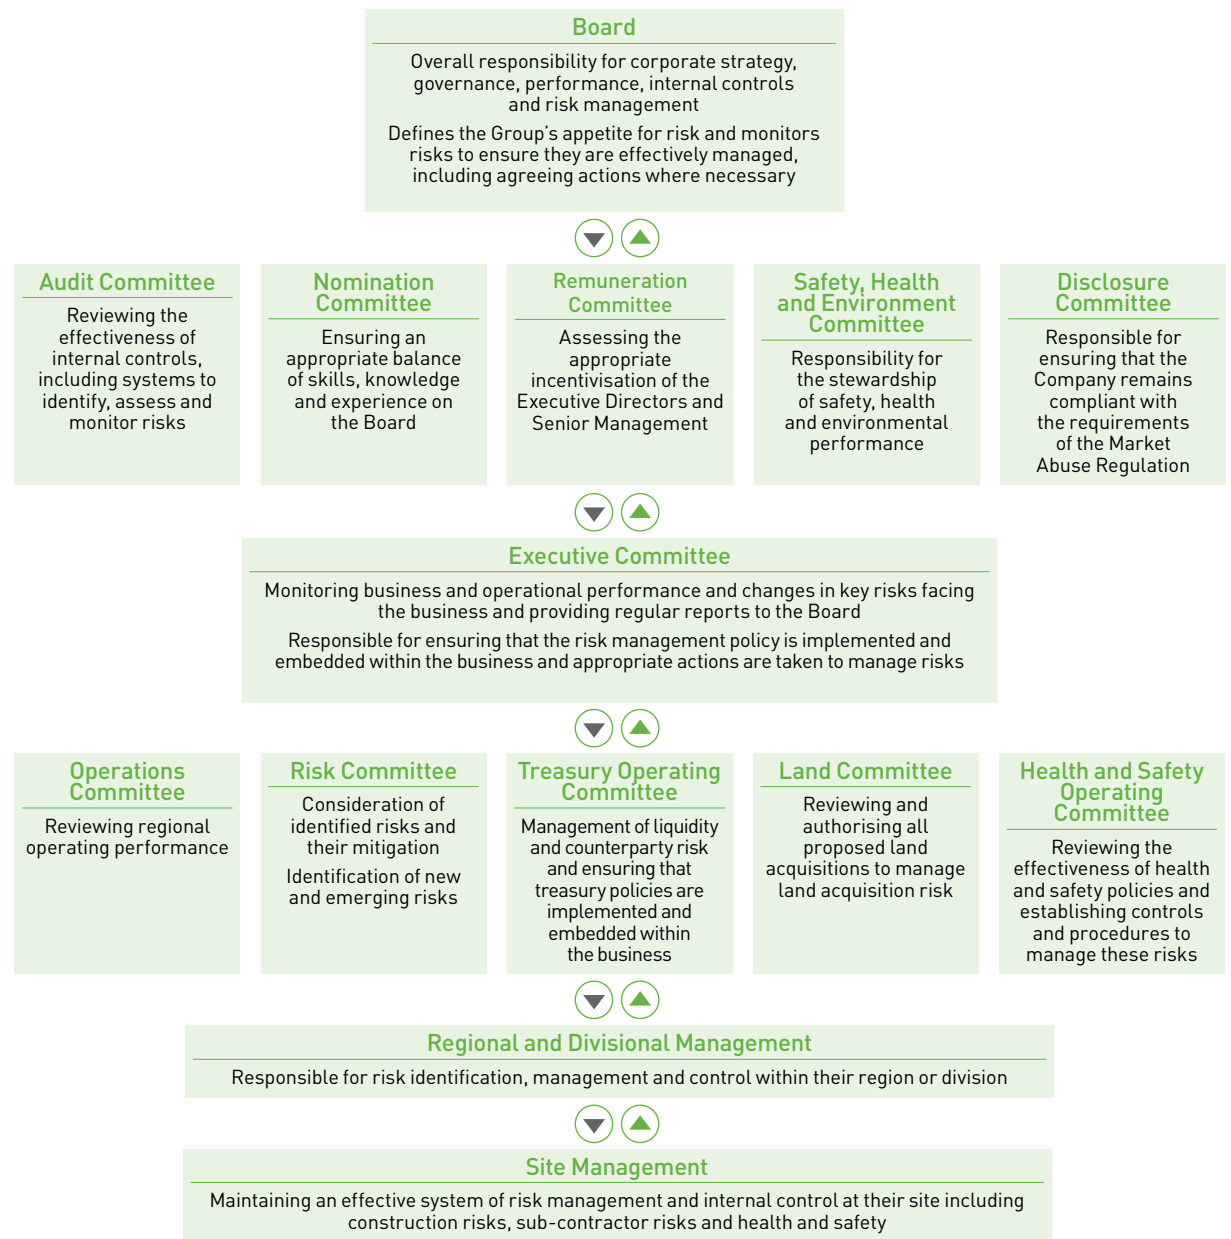 Board
Overall responsibility for corporate strategy,
governance, performance, internal controls
and risk management
Defines the Group's appetite for risk and monitors
risks to ensure they are effectively managed,
including agreeing actions where necessary
Audit Committee
Reviewing the
effectiveness of
internal controls,
including systems to
identify, assess and
monitor risks
Nomination
Committee
Ensuring an
appropriate balance
of skills, knowledge
and experience on
the Board
Remuneration
Committee
Assessing the
appropriate
incentivisation of the
Executive Directors and
Senior Management
Safety, Health
and Environment
Committee
Responsibility for
the stewardship
of safety, health
and environmental
performance
Disclosure
Committee
Responsible for
ensuring that the
Company remains
compliant with
the requirements
of the Market
Abuse Regulation
Executive Committee
Monitoring business and operational performance and changes in key risks facing
the business and providing regular reports to the Board
Responsible for ensuring that the risk management policy is implemented and
embedded within the business and appropriate actions are taken to manage risks
Operations
Committee
Reviewing regional
operating performance
Risk Committee
Consideration of
identified risks and
their mitigation
Identification of new
and emerging risks
Treasury Operating
Committee
Management of liquidity
and counterparty risk
and ensuring that
treasury policies are
implemented and
embedded within
the business
Land Committee
Reviewing and
authorising all
proposed land
acquisitions to manage
land acquisition risk
Health and Safety
Operating
Committee
Reviewing the
effectiveness of health
and safety policies and
establishing controls
and procedures to
manage these risks
Regional and Divisional Management
Responsible for risk identification, management and control within their region or division
Site Management
Maintaining an effective system of risk management and internal control at their site including
construction risks, sub-contractor risks and health and safety